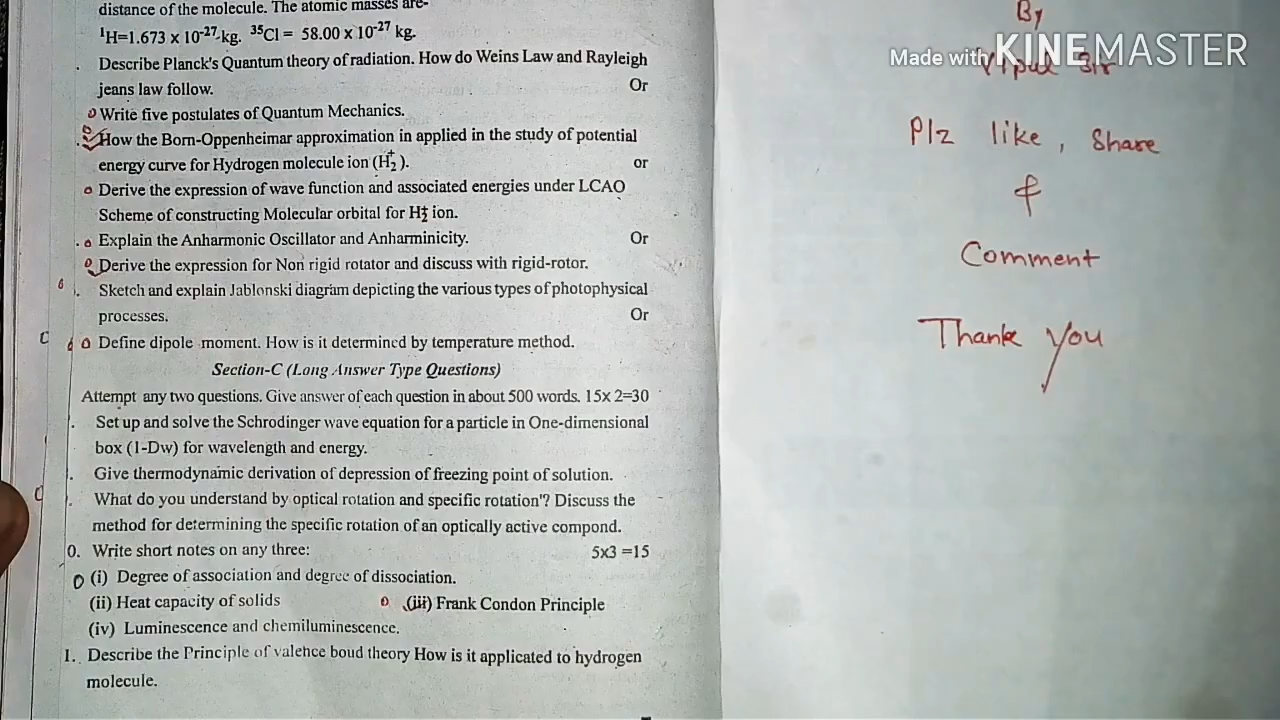 distance of the molecule. The atomic masses are-
¹H=1.673 x 10⁻²⁷ kg. ³⁵Cl = 58.00 x 10⁻²⁷ kg.
Describe Planck's Quantum theory of radiation. How do Weins Law and Rayleigh
jeans law follow. Or
Write five postulates of Quantum Mechanics.
How the Born-Oppenheimar approximation in applied in the study of potential
energy curve for Hydrogen molecule ion (H₂⁺). or
Derive the expression of wave function and associated energies under LCAO
Scheme of constructing Molecular orbital for H₂⁺ ion.
Explain the Anharmonic Oscillator and Anharminicity. Or
Derive the expression for Non rigid rotator and discuss with rigid-rotor.
6. Sketch and explain Jablonski diagram depicting the various types of photophysical
processes. Or
Define dipole moment. How is it determined by temperature method.
Section-C (Long Answer Type Questions)
Attempt any two questions. Give answer of each question in about 500 words. 15x 2=30
. Set up and solve the Schrodinger wave equation for a particle in One-dimensional
box (1-Dw) for wavelength and energy.
. Give thermodynamic derivation of depression of freezing point of solution.
. What do you understand by optical rotation and specific rotation'? Discuss the
method for determining the specific rotation of an optically active compond.
0. Write short notes on any three: 5x3 =15
(i) Degree of association and degree of dissociation.
(ii) Heat capacity of solids (iii) Frank Condon Principle
(iv) Luminescence and chemiluminescence.
1. Describe the Principle of valence boud theory How is it applicated to hydrogen
molecule.
By
Made with KINEMASTER
Sir
Plz like, Share
&
Comment
Thank You